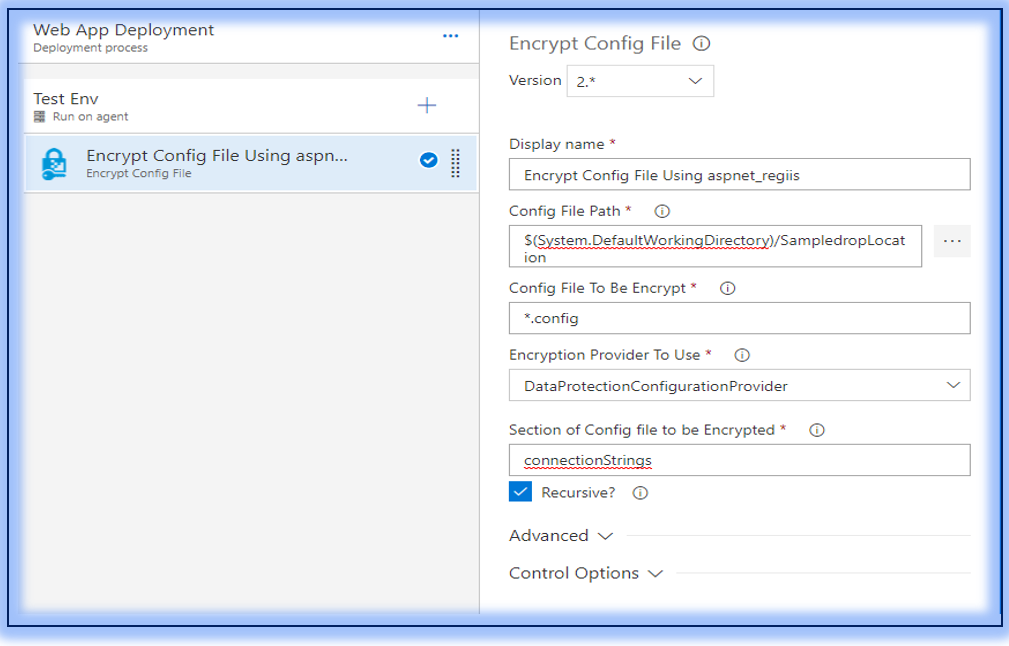 Web App Deployment
Deployment process
Test Env
Run on agent
Encrypt Config File Using aspn...
Encrypt Config File
Encrypt Config File
Version 2.*
Display name *
Encrypt Config File Using aspnet_regiis
Config File Path *
$(System.DefaultWorkingDirectory)/SampledropLocat
ion
Config File To Be Encrypt *
*.config
Encryption Provider To Use *
DataProtectionConfigurationProvider
Section of Config file to be Encrypted *
connectionStrings
Recursive?
Advanced
Control Options